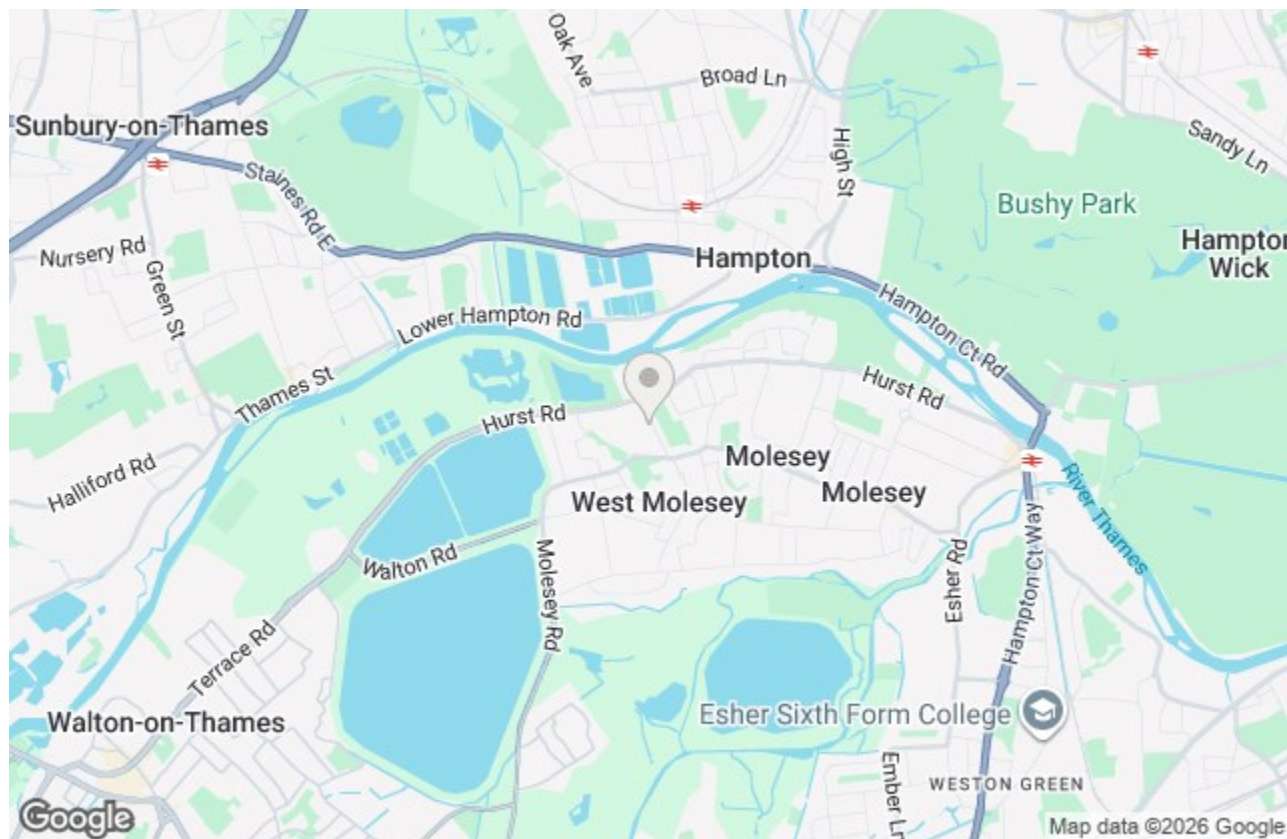 Oak Ave
Broad Ln
Sunbury-on-Thames
High St
Sandy Ln
Staines Rd E
Bushy Park
Nursery Rd
Green St
Hampton
Hampton
Wick
Lower Hampton Rd
Hampton Ct Rd
Thames St
Hurst Rd
Hurst Rd
Halliford Rd
Molesey
Molesey
West Molesey
River Thames
Walton Rd
Molesey Rd
Esher Rd
Hampton Ct Way
Terrace Rd
Walton-on-Thames
Esher Sixth Form College
Ember Ln
WESTON GREEN
Google
Map data ©2026 Google